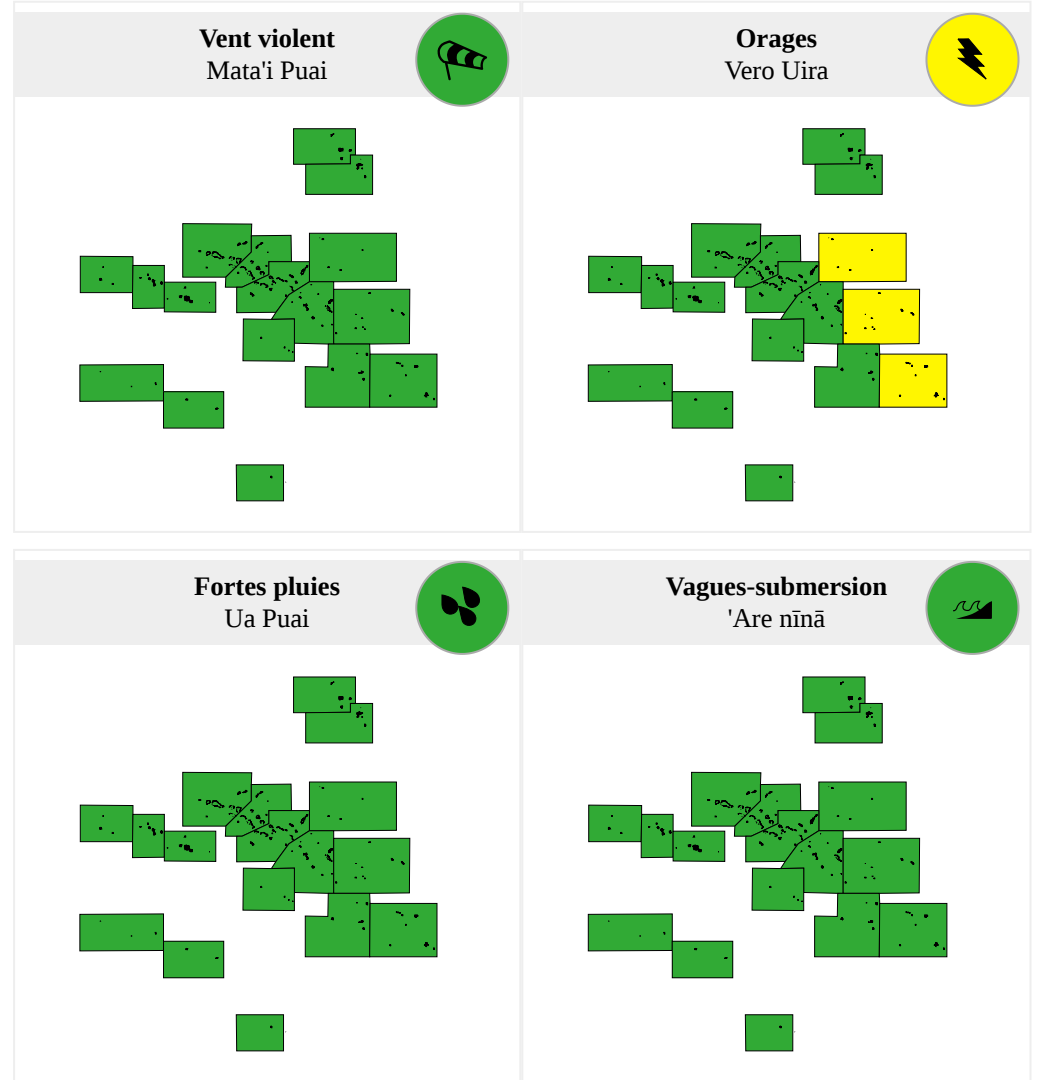 Vent violent
Mata'i Puai
Orages
Vero Uira
Fortes pluies
Ua Puai
Vagues-submersion
'Are nīnā